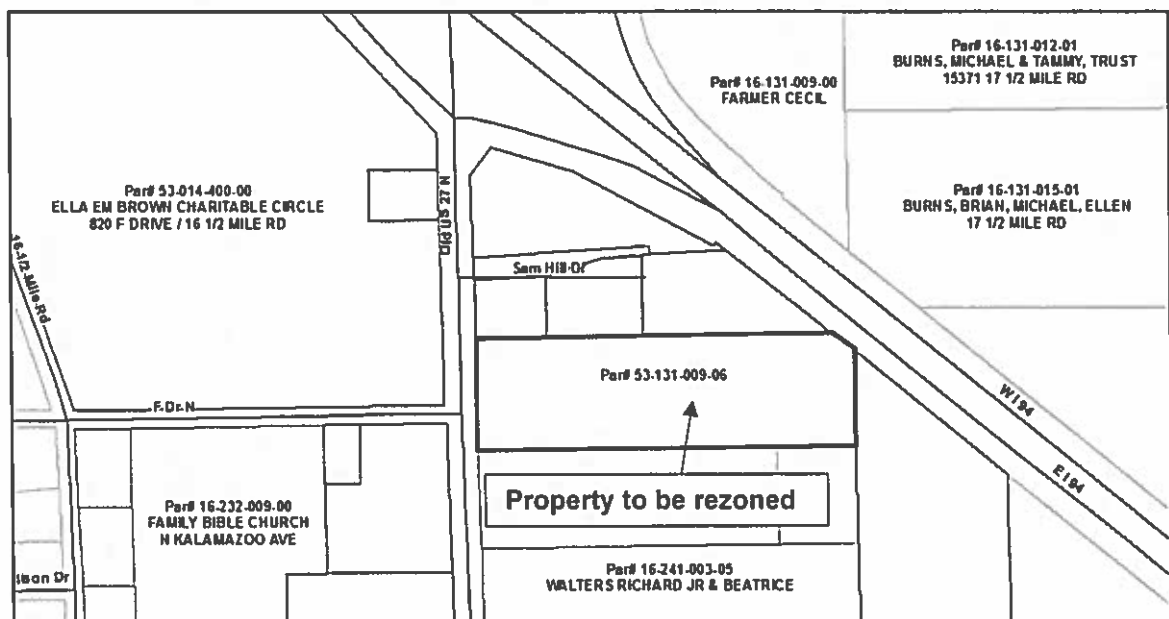 Par# 16-131-012-01
BURNS, MICHAEL & TAMMY, TRUST
15371 17 1/2 MILE RD
Par# 16-131-009-00
FARMER CECIL
Par# 53-014-400-00
ELLA EM BROWN CHARITABLE CIRCLE
820 F DRIVE / 16 1/2 MILE RD
Old US 27 N
Par# 16-131-015-01
BURNS, BRIAN, MICHAEL, ELLEN
17 1/2 MILE RD
16-1/2-Mile-Rd
Sam Hill Dr
Par# 53-131-009-06
F-Dr-N
W I 94
E I 94
Property to be rezoned
Par# 16-232-009-00
FAMILY BIBLE CHURCH
N KALAMAZOO AVE
Par# 16-241-003-05
WALTERS RICHARD JR & BEATRICE
Dr